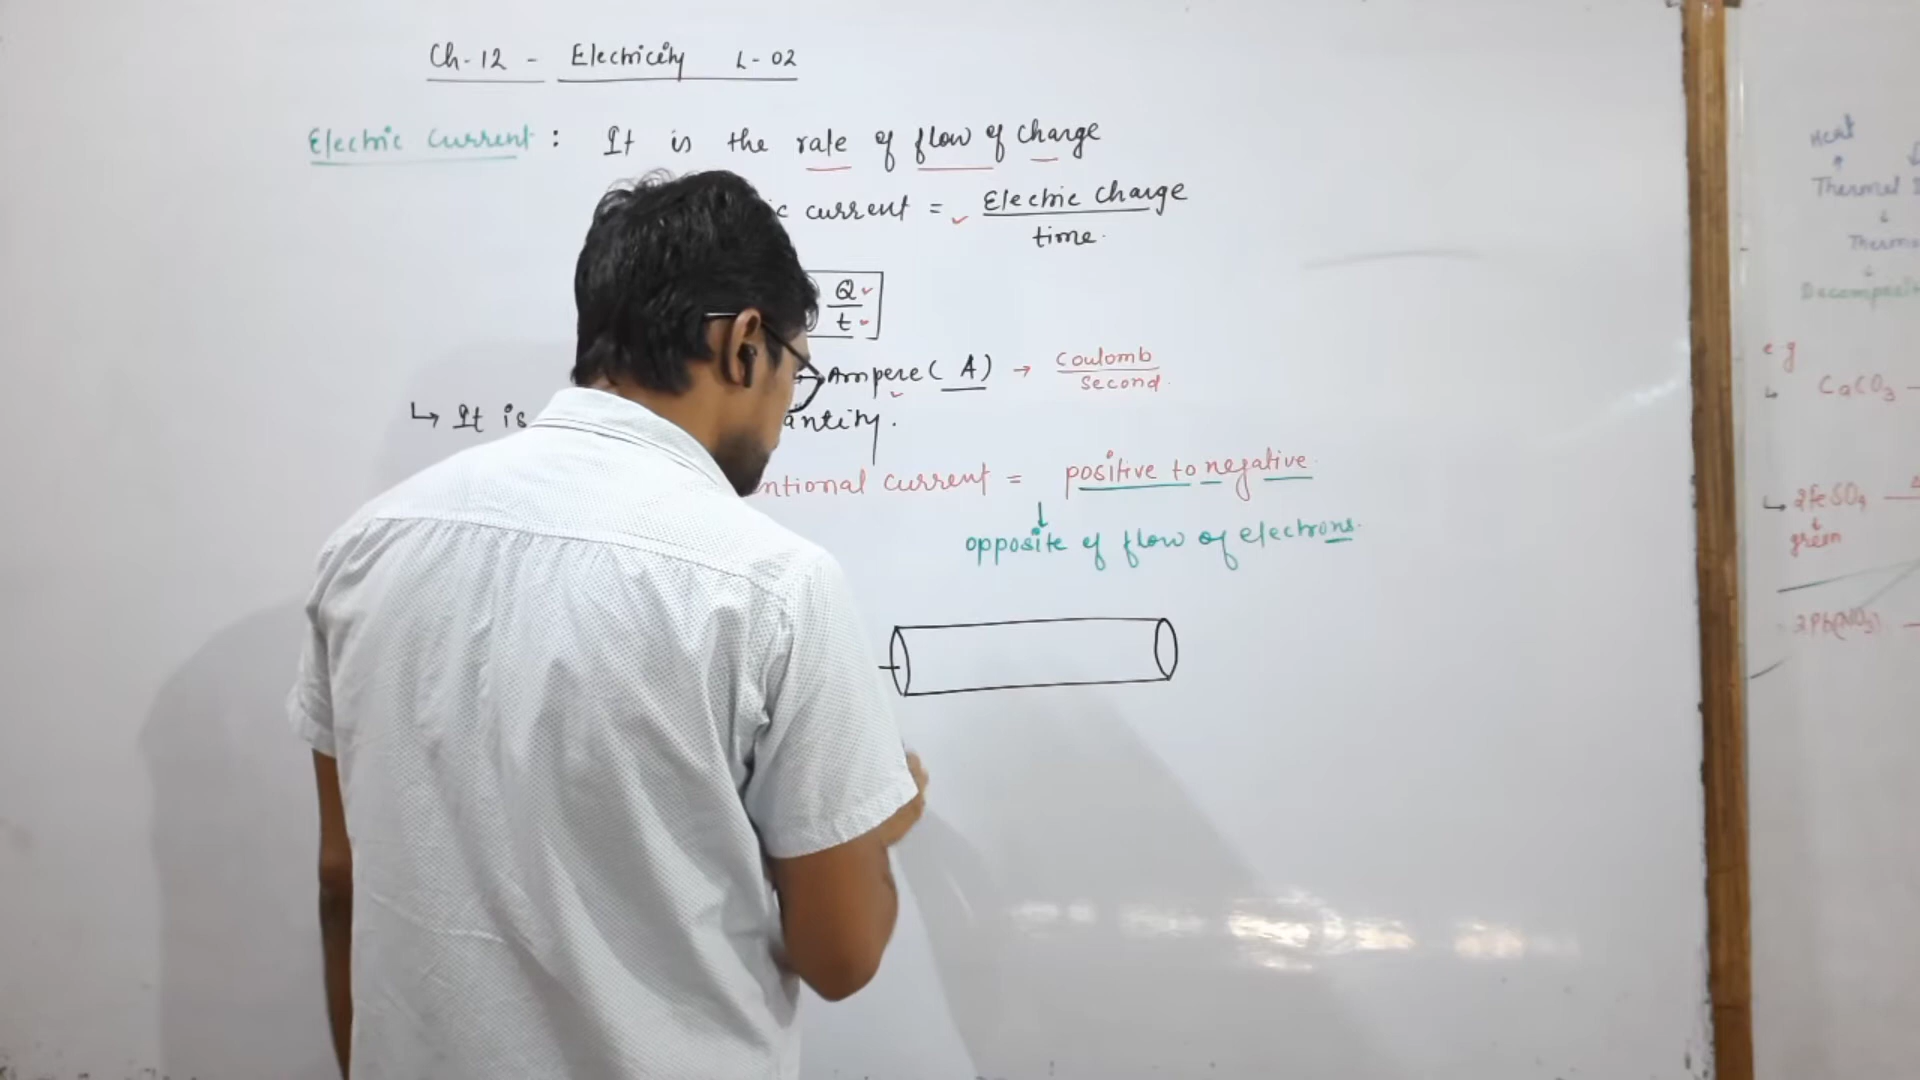 Ch-12 - Electricity L-02
Electric Current : It is the rate of flow of charge
c current = Electric charge
time.
Q
t
Ampere ( A ) → Coulomb
Second.
↳ It is antity.
ntional current = positive to negative.
↓
opposite of flow of electrons.
Heat
↑
Thermal
↓
Thermo
↓
Decompositi
e.g
↳ CaCO3 →
↳ 2FeSO4
↓
green
2Pb(NO3)